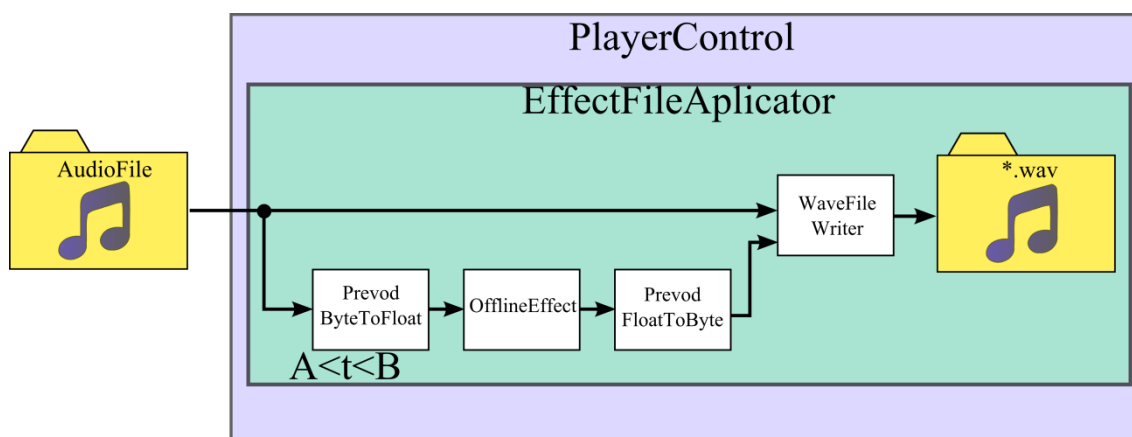 PlayerControl
EffectFileAplicator
AudioFile
*.wav
WaveFile
Writer
Prevod
ByteToFloat
OfflineEffect
Prevod
FloatToByte
A<t<B